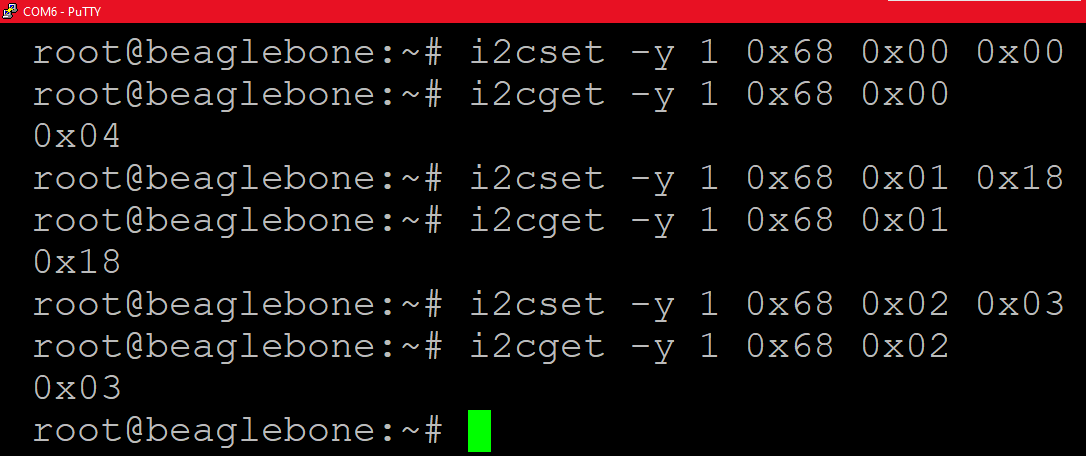 COM6 - PuTTY
root@beaglebone:~# i2cset -y 1 0x68 0x00 0x00
root@beaglebone:~# i2cget -y 1 0x68 0x00
0x04
root@beaglebone:~# i2cset -y 1 0x68 0x01 0x18
root@beaglebone:~# i2cget -y 1 0x68 0x01
0x18
root@beaglebone:~# i2cset -y 1 0x68 0x02 0x03
root@beaglebone:~# i2cget -y 1 0x68 0x02
0x03
root@beaglebone:~#